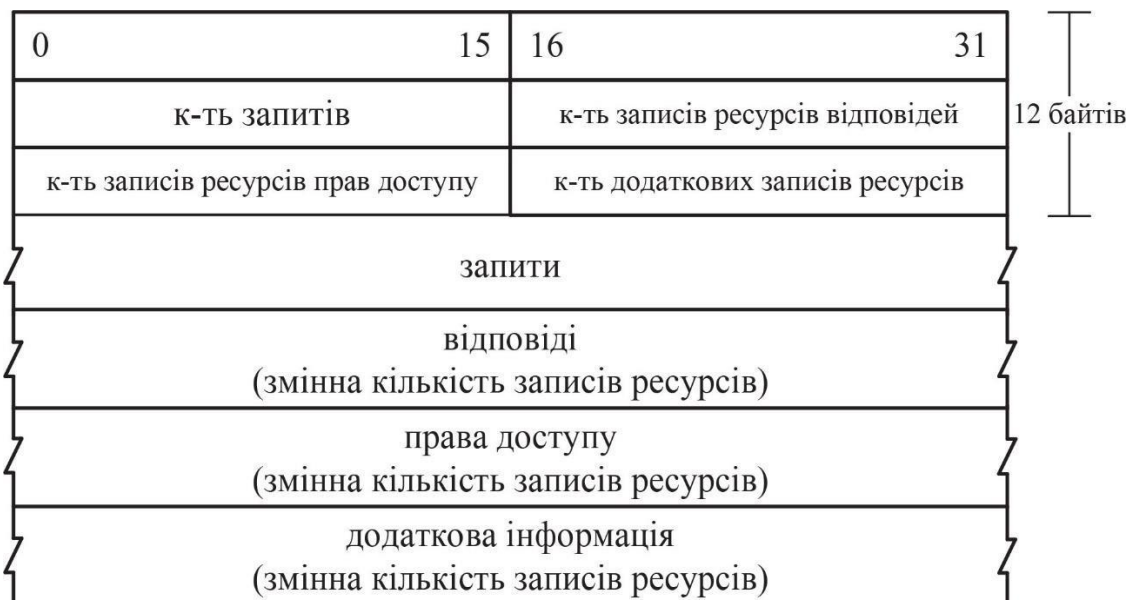 0 15 16 31
к-ть запитів к-ть записів ресурсів відповідей 12 байтів
к-ть записів ресурсів прав доступу к-ть додаткових записів ресурсів
запити
відповіді
(змінна кількість записів ресурсів)
права доступу
(змінна кількість записів ресурсів)
додаткова інформація
(змінна кількість записів ресурсів)